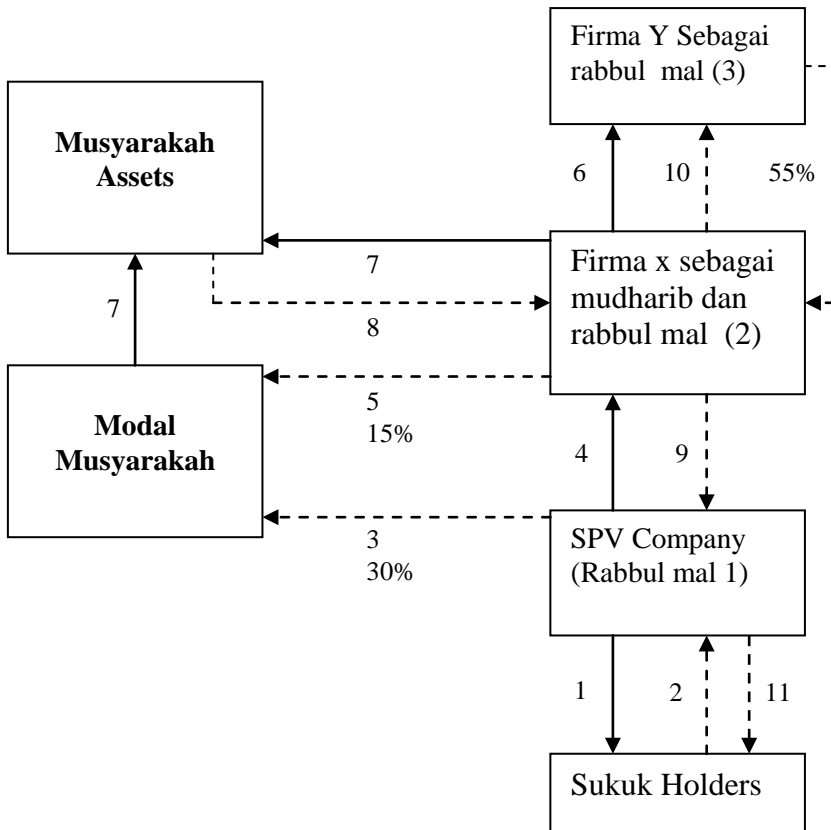 Firma Y Sebagai
rabbul mal (3)
Musyarakah
Assets
6
10
55%
7
Firma x sebagai
mudharib dan
rabbul mal (2)
7
8
Modal
Musyarakah
5
15%
4
9
3
30%
SPV Company
(Rabbul mal 1)
1
2
11
Sukuk Holders